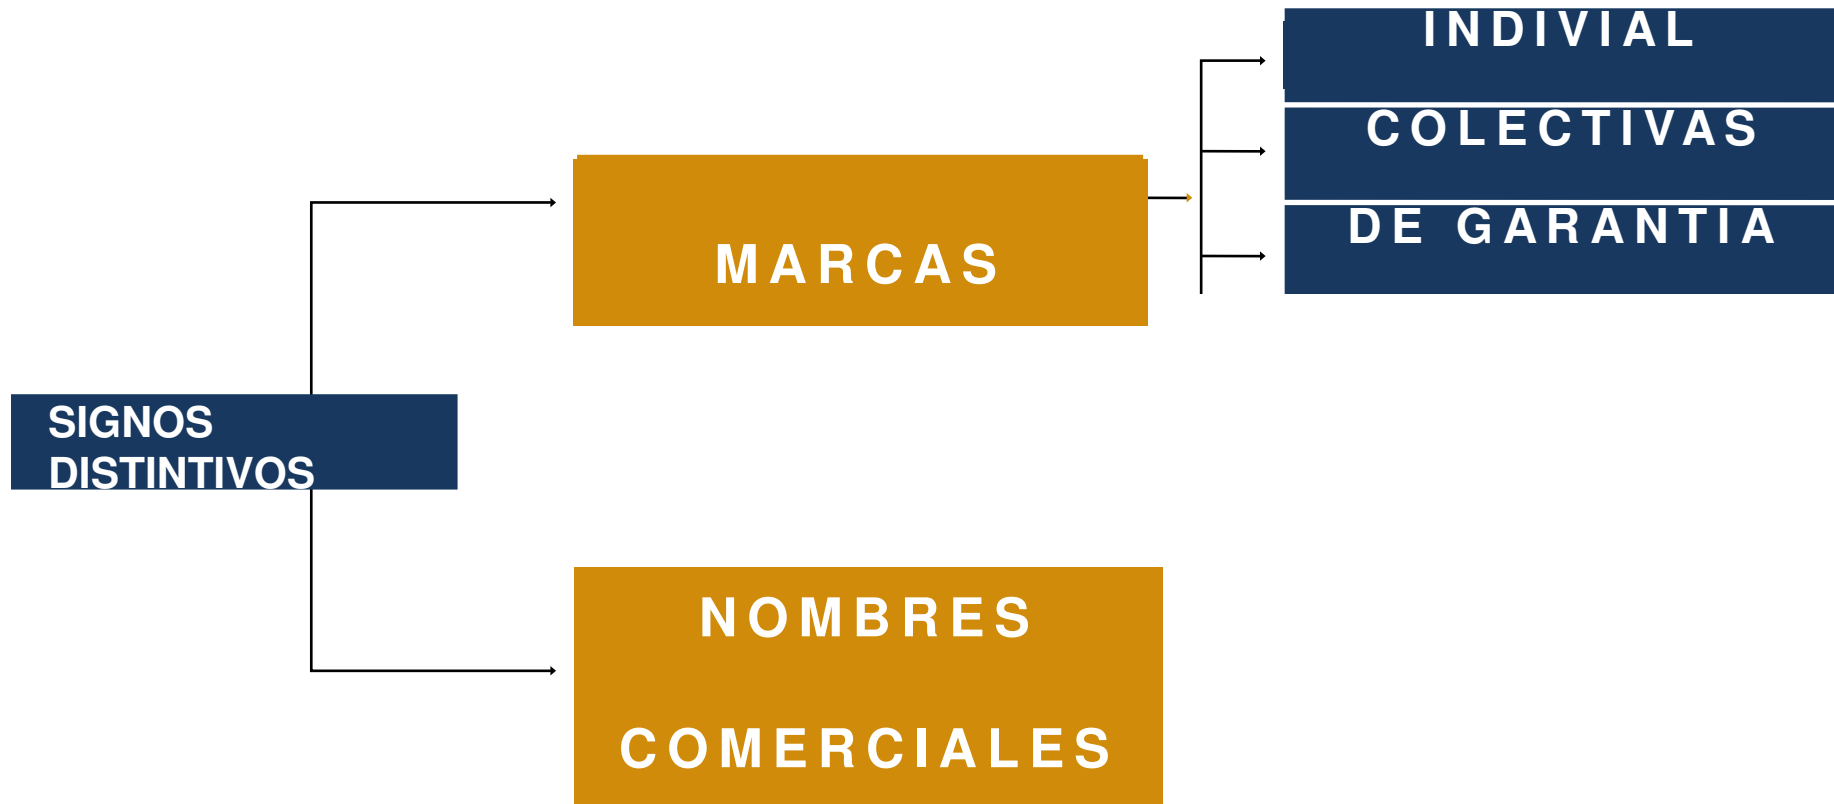 INDIVIAL
COLECTIVAS
DE GARANTIA
MARCAS
SIGNOS
DISTINTIVOS
NOMBRES
COMERCIALES